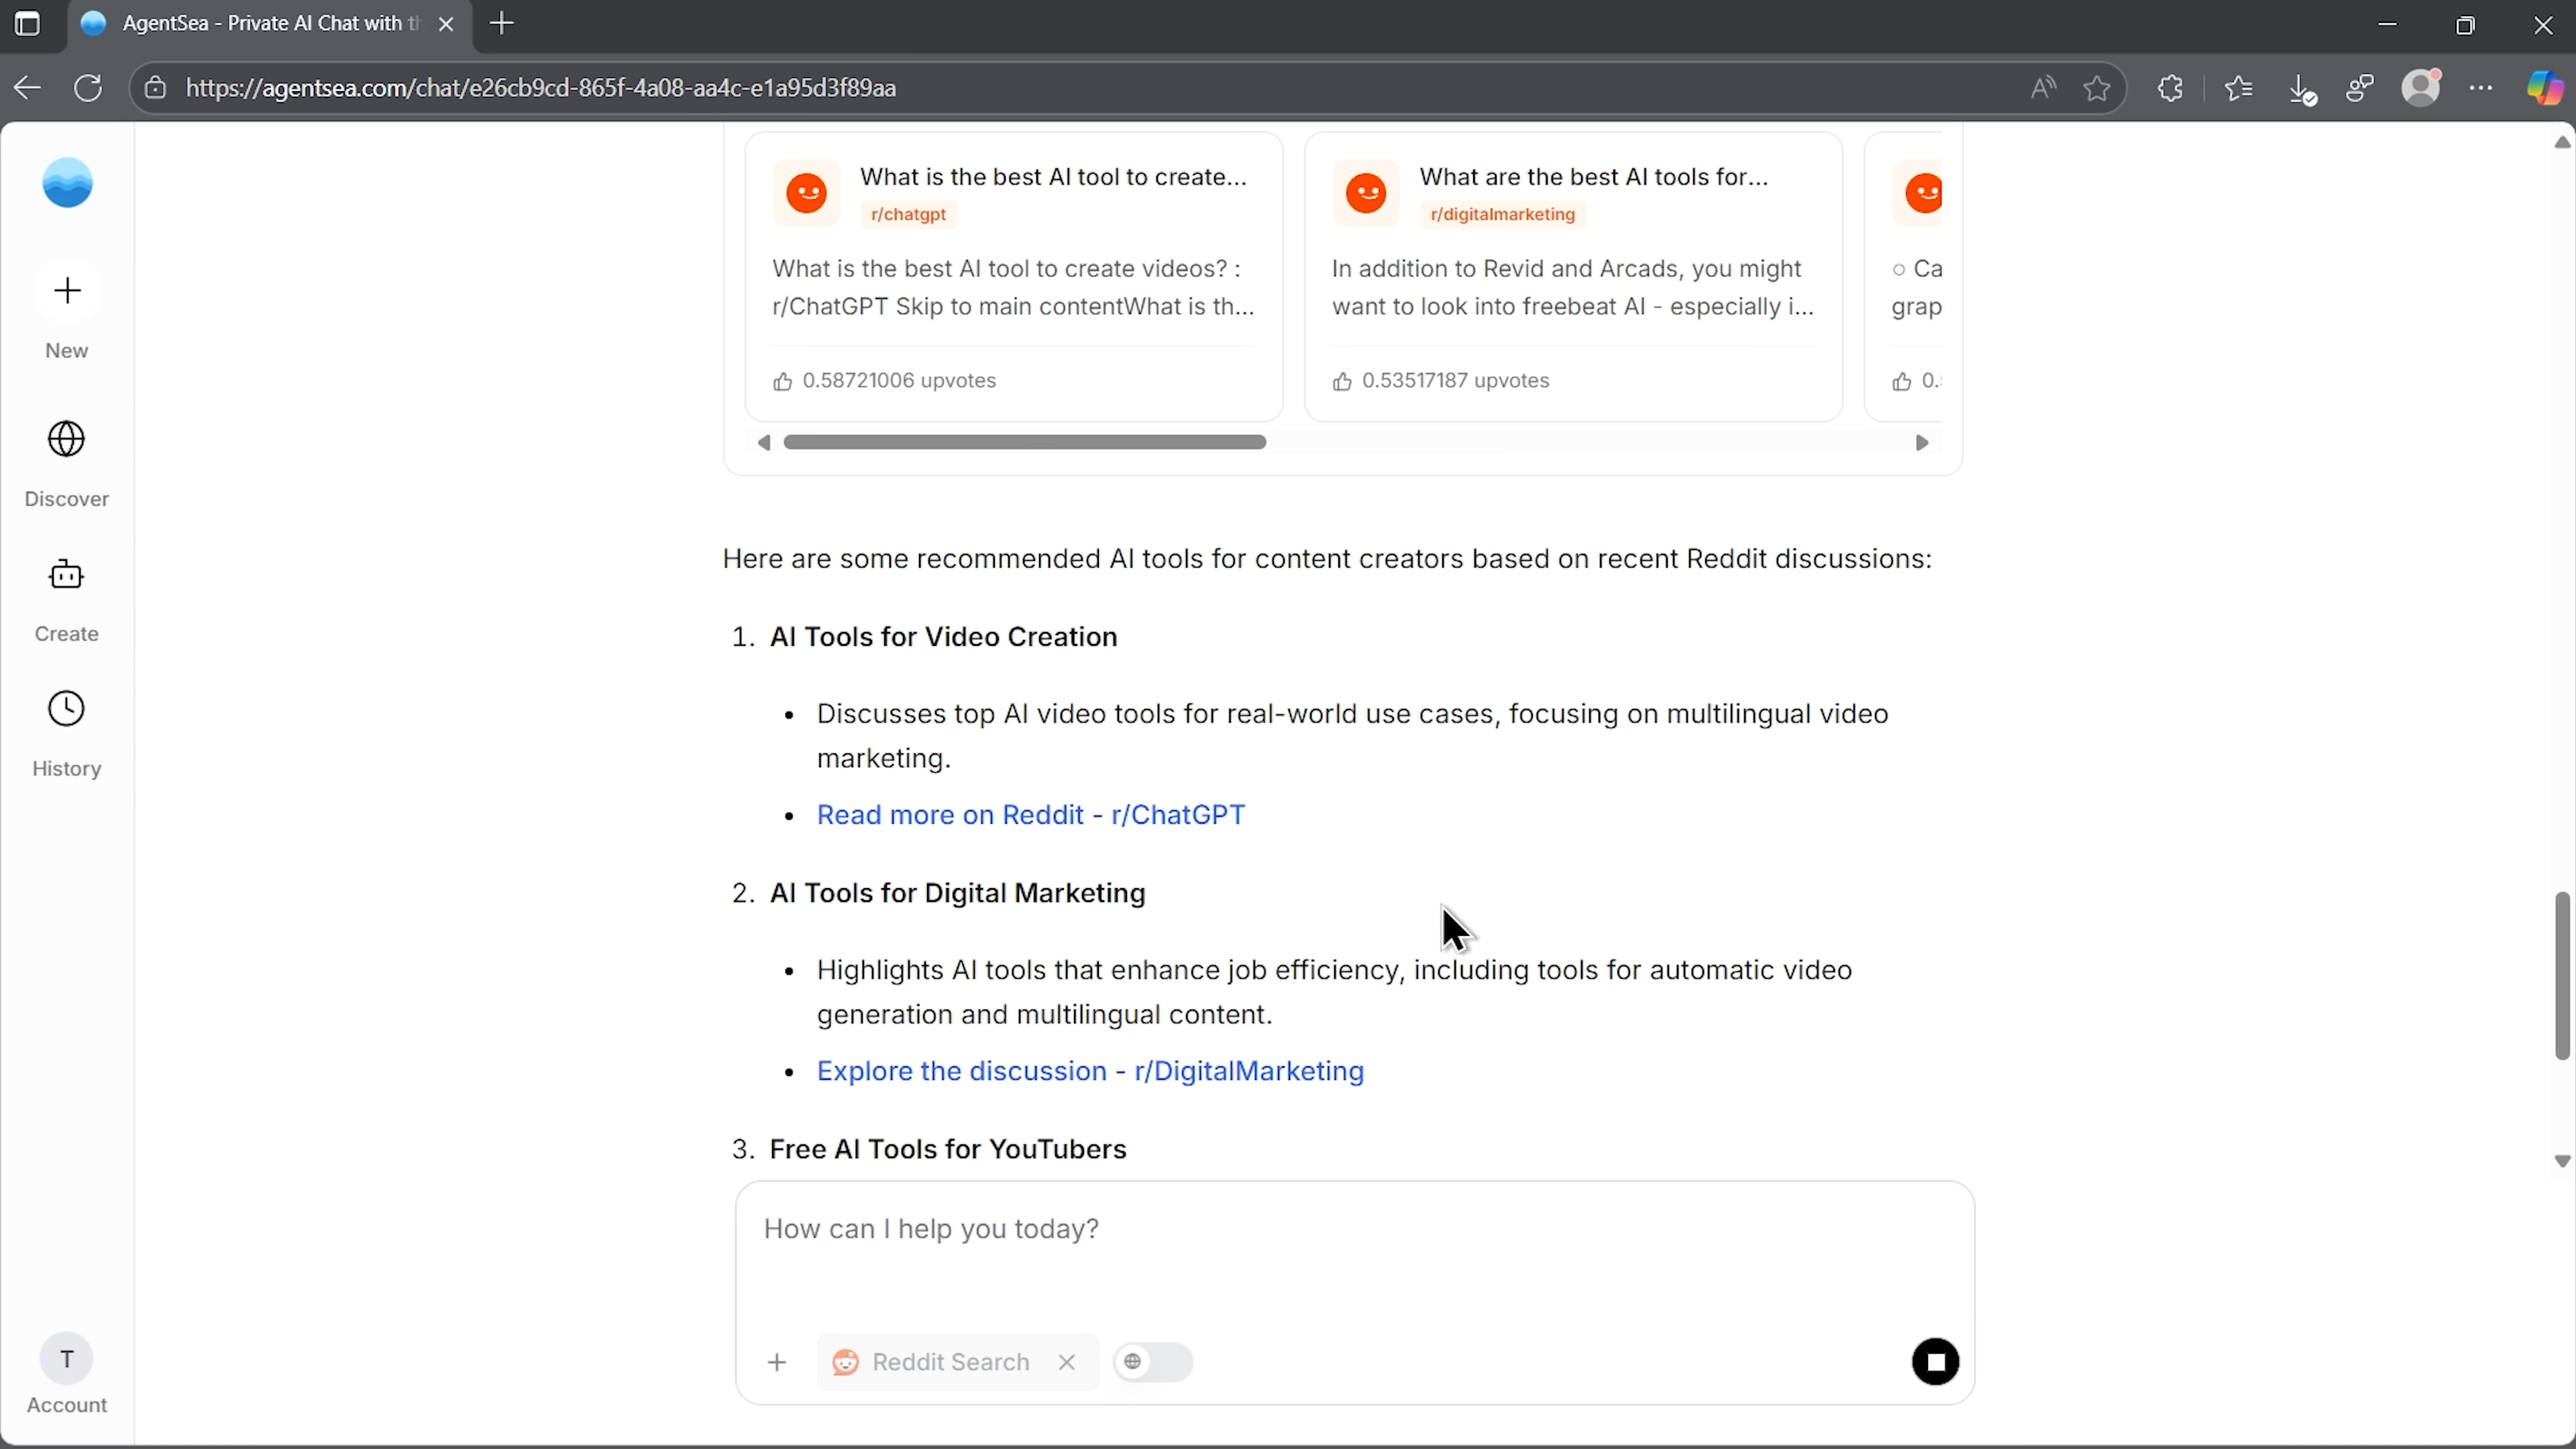 AgentSea - Private AI Chat with th
https://agentsea.com/chat/e26cb9cd-865f-4a08-aa4c-e1a95d3f89aa
New
Discover
Create
History
T
Account
What is the best AI tool to create...
r/chatgpt
What is the best AI tool to create videos? :
r/ChatGPT Skip to main contentWhat is th...
0.58721006 upvotes
What are the best AI tools for...
r/digitalmarketing
In addition to Revid and Arcads, you might
want to look into freebeat AI - especially i...
0.53517187 upvotes
○ Ca
grap
0.
Here are some recommended AI tools for content creators based on recent Reddit discussions:
1. AI Tools for Video Creation
• Discusses top AI video tools for real-world use cases, focusing on multilingual video
marketing.
• Read more on Reddit - r/ChatGPT
2. AI Tools for Digital Marketing
• Highlights AI tools that enhance job efficiency, including tools for automatic video
generation and multilingual content.
• Explore the discussion - r/DigitalMarketing
3. Free AI Tools for YouTubers
How can I help you today?
Reddit Search